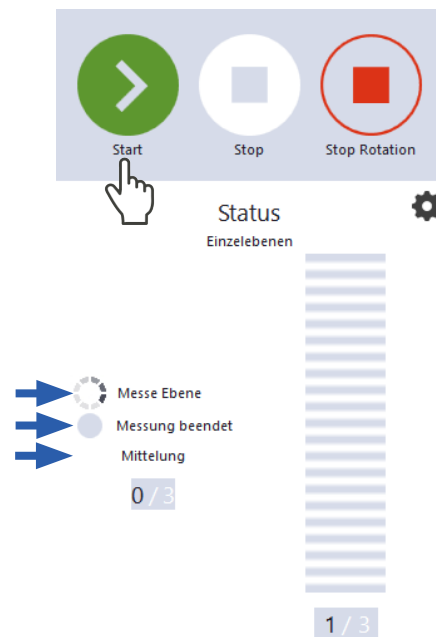 Start
Stop
Stop Rotation
Status
Einzelebenen
Messe Ebene
Messung beendet
Mittelung
0 / 3
1 / 3